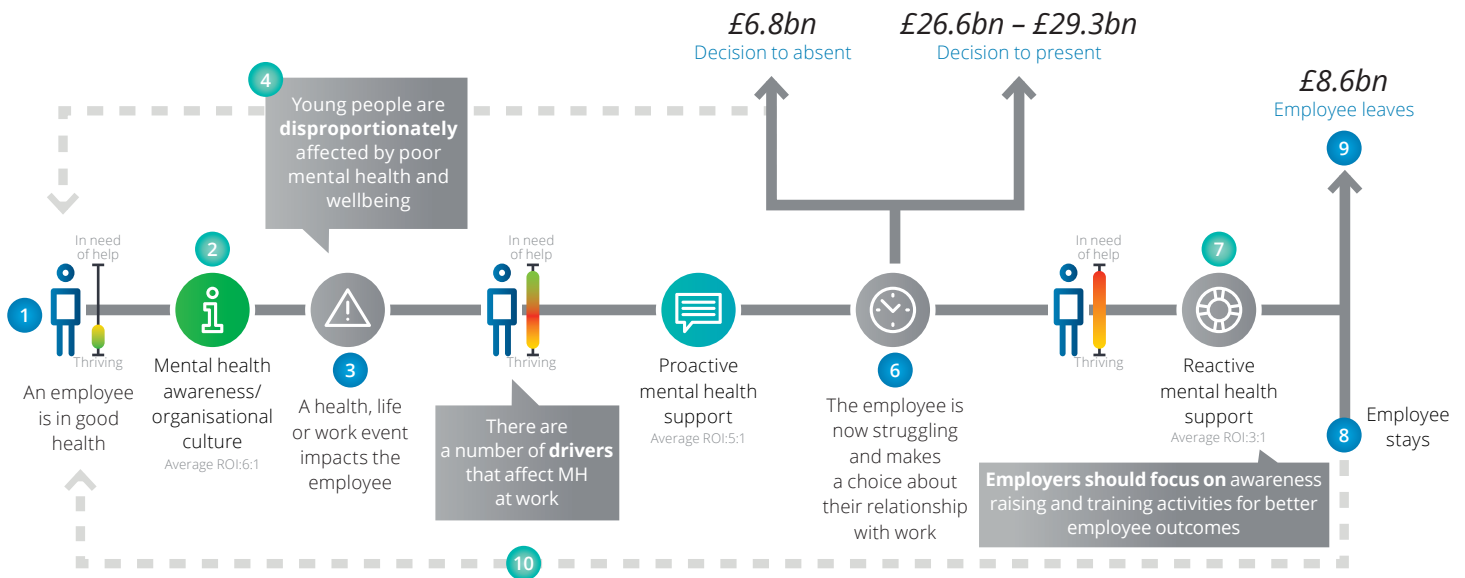 £6.8bn
Decision to absent
£26.6bn – £29.3bn
Decision to present
£8.6bn
Employee leaves
9
4
Young people are
disproportionately
affected by poor
mental health and
wellbeing
1
In need
of help
Thriving
An employee
is in good
health
2
Mental health
awareness/
organisational
culture
Average ROI:6:1
3
A health, life
or work event
impacts the
employee
In need
of help
Thriving
There are
a number of drivers
that affect MH
at work
Proactive
mental health
support
Average ROI:5:1
6
The employee is
now struggling
and makes
a choice about
their relationship
with work
In need
of help
Thriving
7
Reactive
mental health
support
Average ROI:3:1
Employers should focus on awareness
raising and training activities for better
employee outcomes
8
Employee
stays
10